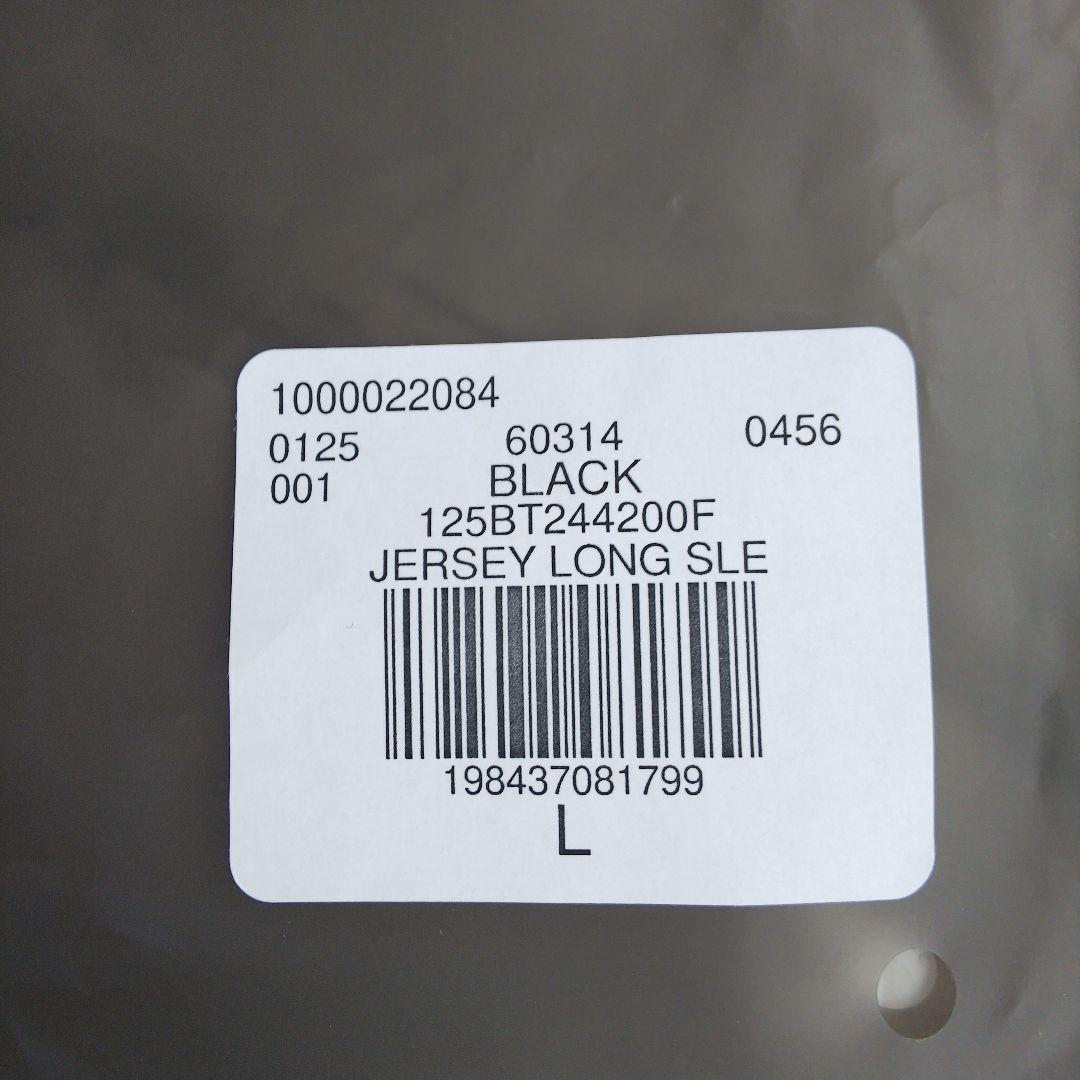 1000022084
0125 60314 0456
001 BLACK
125BT244200F
JERSEY LONG SLE
198437081799
L